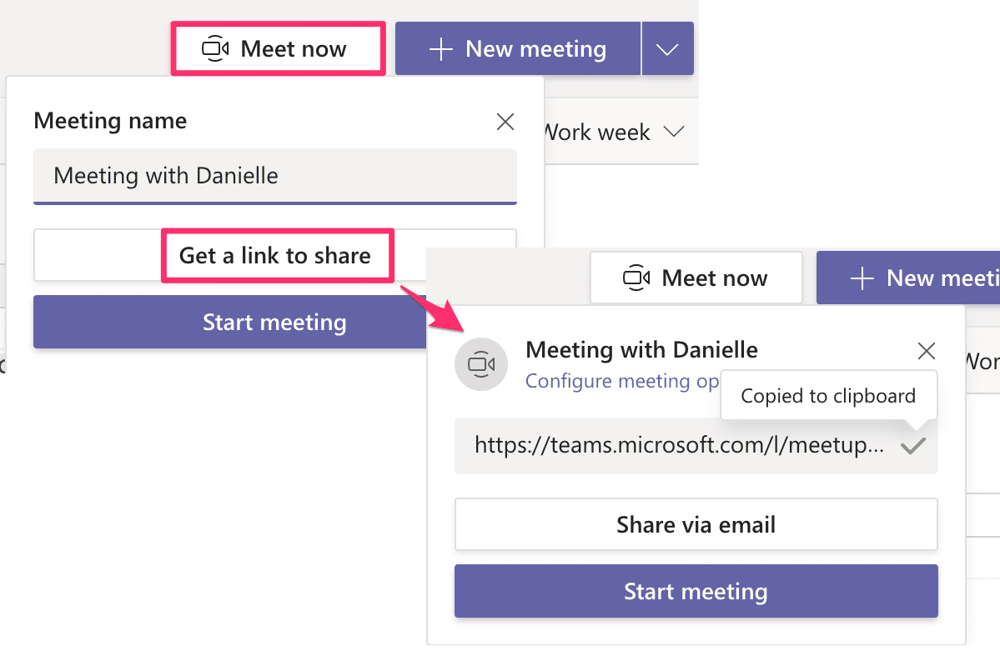 Meet now
New meeting
Meeting name
Work week
Meeting with Danielle
Get a link to share
Start meeting
Meet now
New meeti
Meeting with Danielle
Configure meeting op
Wor
Copied to clipboard
https://teams.microsoft.com/l/meetup...
Share via email
Start meeting